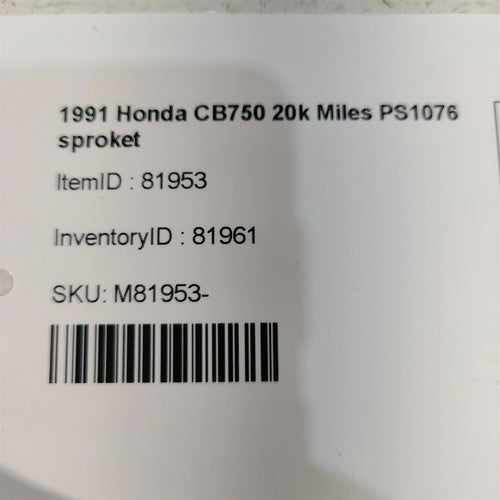 1991 Honda CB750 20k Miles PS1076
sproket
ItemID : 81953
InventoryID : 81961
SKU: M81953-